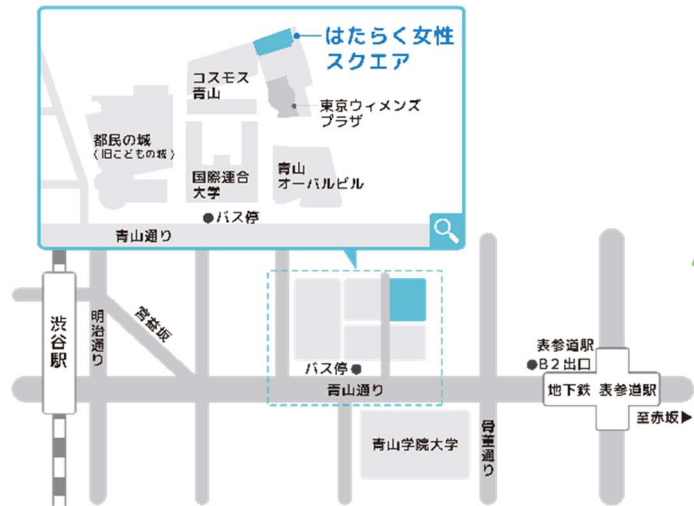 はたらく女性
スクエア
コスモス
青山
東京ウィメンズ
プラザ
都民の城
(旧こどもの城)
国際連合
大学
青山
オーバルビル
●バス停
青山通り
渋谷駅
明治通り
宮益坂
バス停●
青山通り
表参道駅
●B2出口
地下鉄 表参道駅
至赤坂▶
青山学院大学
骨董通り